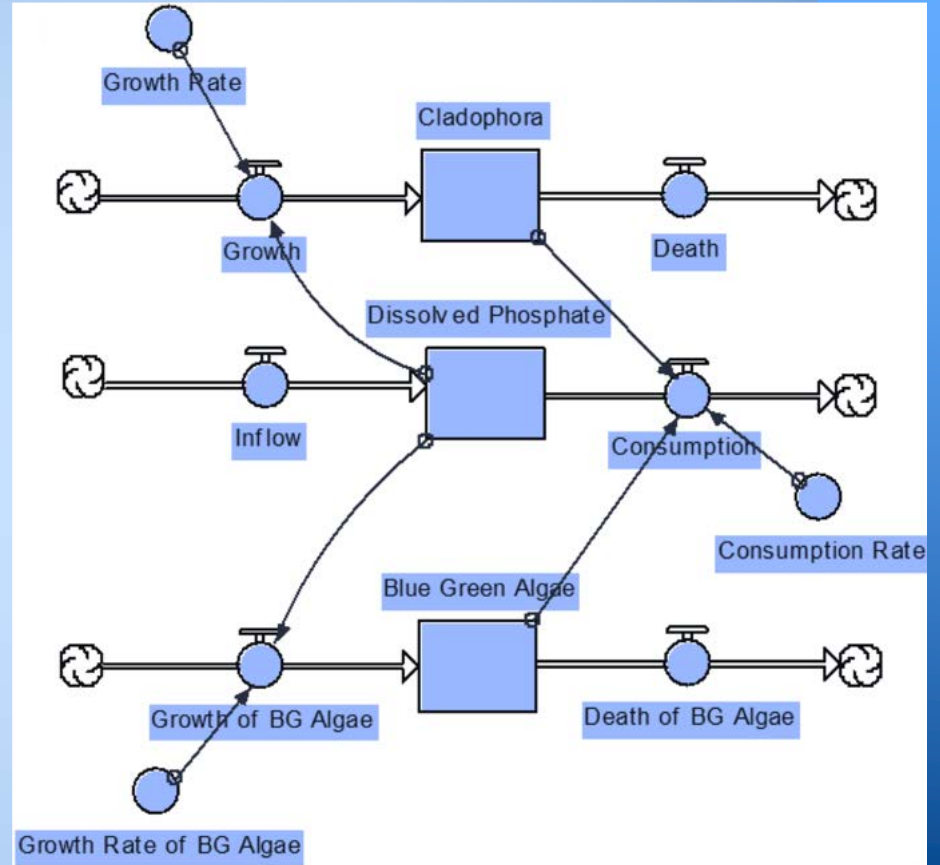 Growth Rate
Cladophora
Growth
Death
Dissolved Phosphate
Inflow
Consumption
Consumption Rate
Blue Green Algae
Growth of BG Algae
Death of BG Algae
Growth Rate of BG Algae